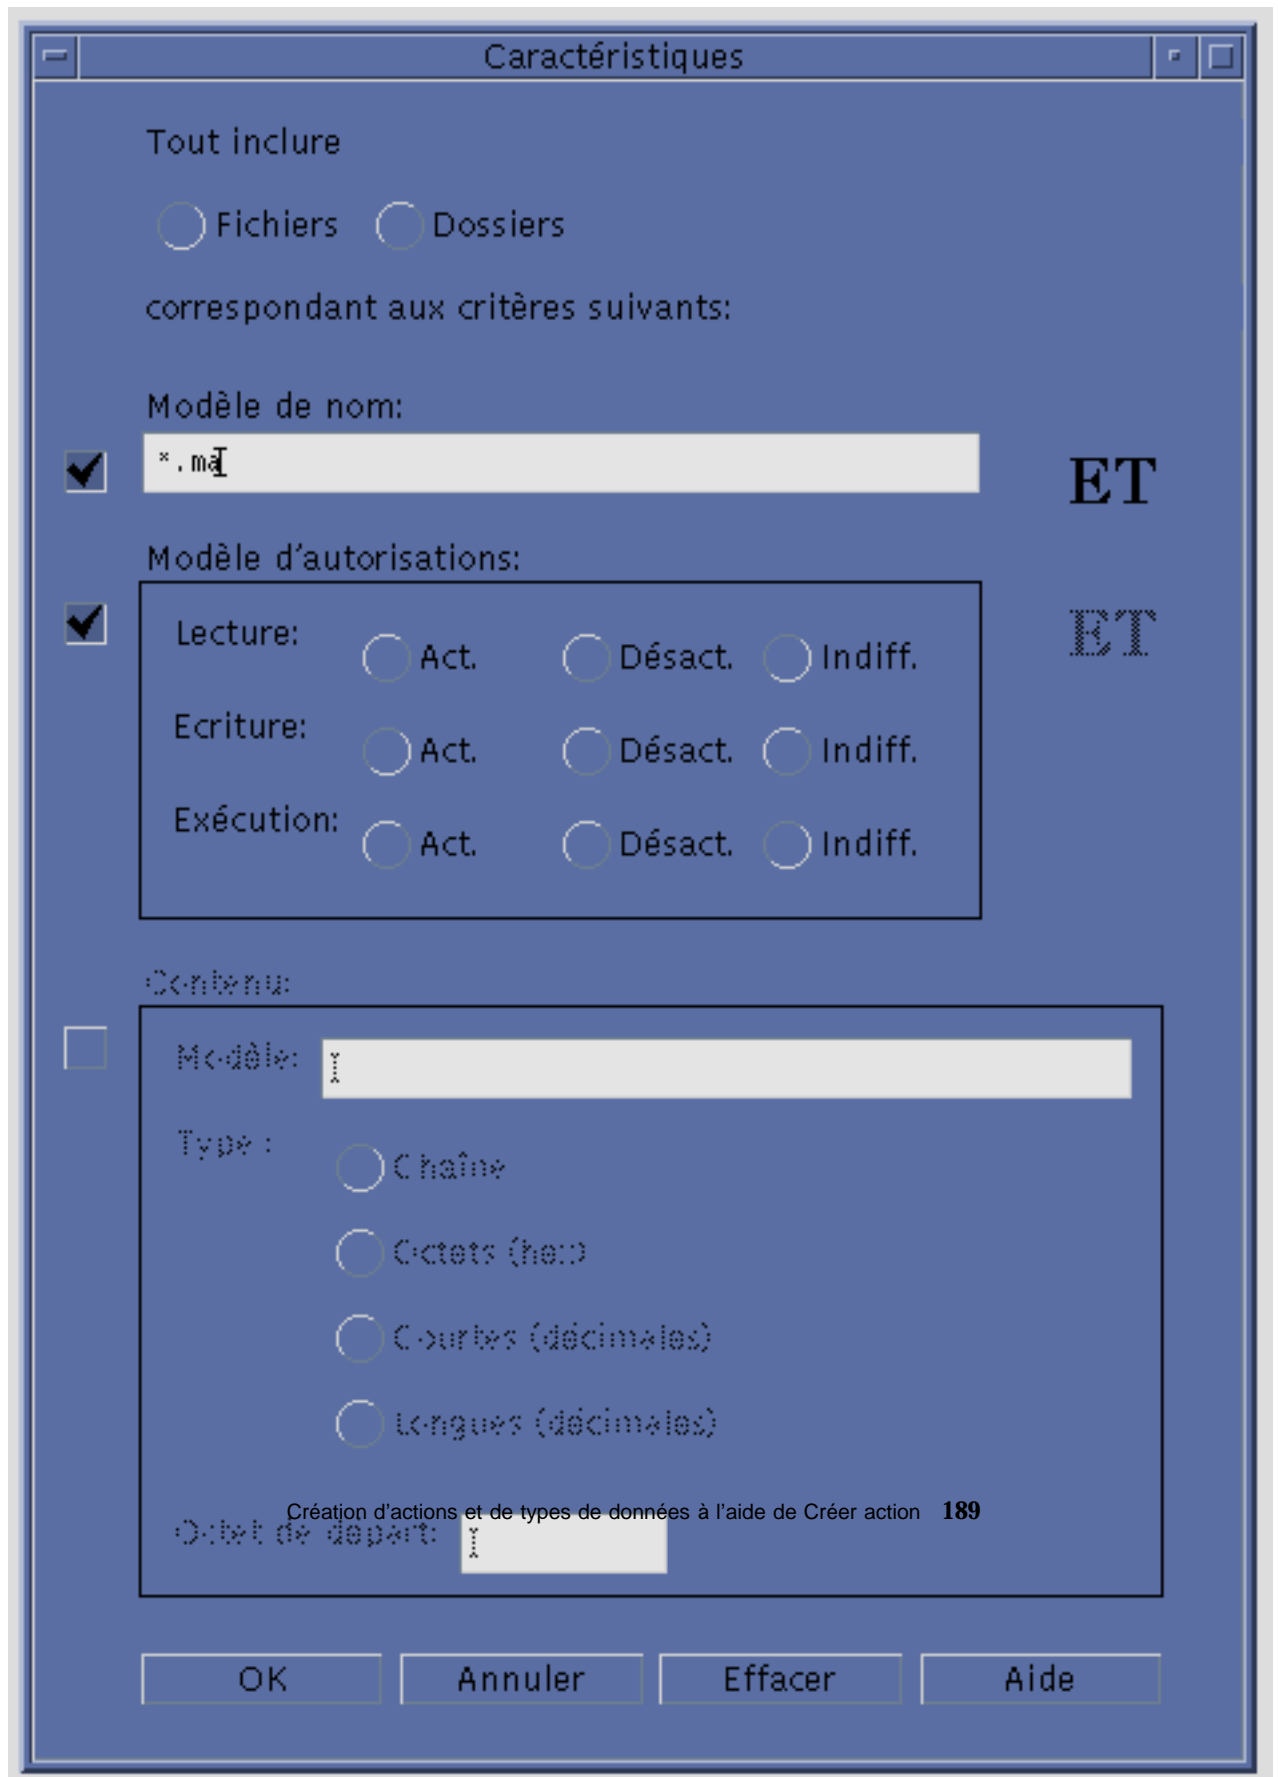 Caractéristiques
Tout inclure
Fichiers Dossiers
correspondant aux critères suivants:
Modèle de nom:
*.ma
ET
Modèle d'autorisations:
ET
Lecture: Act. Désact. Indiff.
Ecriture: Act. Désact. Indiff.
Exécution: Act. Désact. Indiff.
Contenu:
Modèle:
Type :
Chaîne
Octets (hex)
Courtes (décimales)
Longues (décimales)
Création d'actions et de types de données à l'aide de Créer action 189
Octet de départ:
OK Annuler Effacer Aide